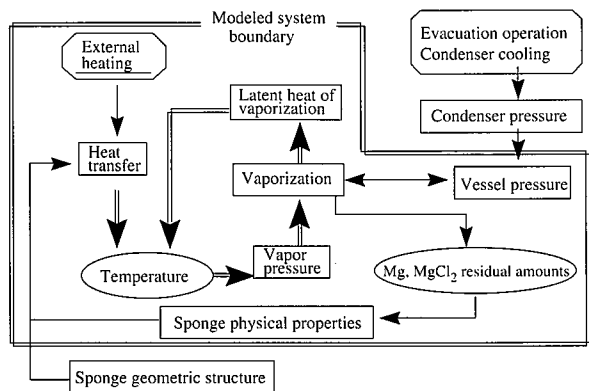 Modeled system
boundary
External
heating
Evacuation operation
Condenser cooling
Latent heat of
vaporization
Condenser pressure
Heat
transfer
Vaporization
Vessel pressure
Temperature
Vapor
pressure
Mg, MgCl₂ residual amounts
Sponge physical properties
Sponge geometric structure